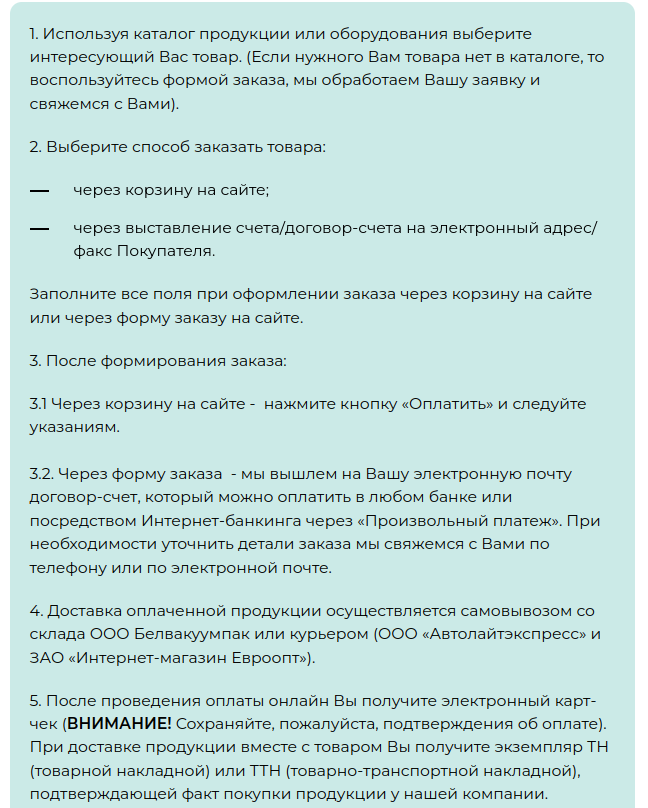 1. Используя каталог продукции или оборудования выберите
интересующий Вас товар. (Если нужного Вам товара нет в каталоге, то
воспользуйтесь формой заказа, мы обработаем Вашу заявку и
свяжемся с Вами).
2. Выберите способ заказать товара:
— через корзину на сайте;
— через выставление счета/договор-счета на электронный адрес/
факс Покупателя.
Заполните все поля при оформлении заказа через корзину на сайте
или через форму заказу на сайте.
3. После формирования заказа:
3.1 Через корзину на сайте -  нажмите кнопку «Оплатить» и следуйте
указаниям.
3.2. Через форму заказа  - мы вышлем на Вашу электронную почту
договор-счет, который можно оплатить в любом банке или
посредством Интернет-банкинга через «Произвольный платеж». При
необходимости уточнить детали заказа мы свяжемся с Вами по
телефону или по электронной почте.
4. Доставка оплаченной продукции осуществляется самовывозом со
склада ООО Белвакуумпак или курьером (ООО «Автолайтэкспресс» и
ЗАО «Интернет-магазин Евроопт»).
5. После проведения оплаты онлайн Вы получите электронный карт-
чек (ВНИМАНИЕ! Сохраняйте, пожалуйста, подтверждения об оплате).
При доставке продукции вместе с товаром Вы получите экземпляр ТН
(товарной накладной) или ТТН (товарно-транспортной накладной),
подтверждающей факт покупки продукции у нашей компании.